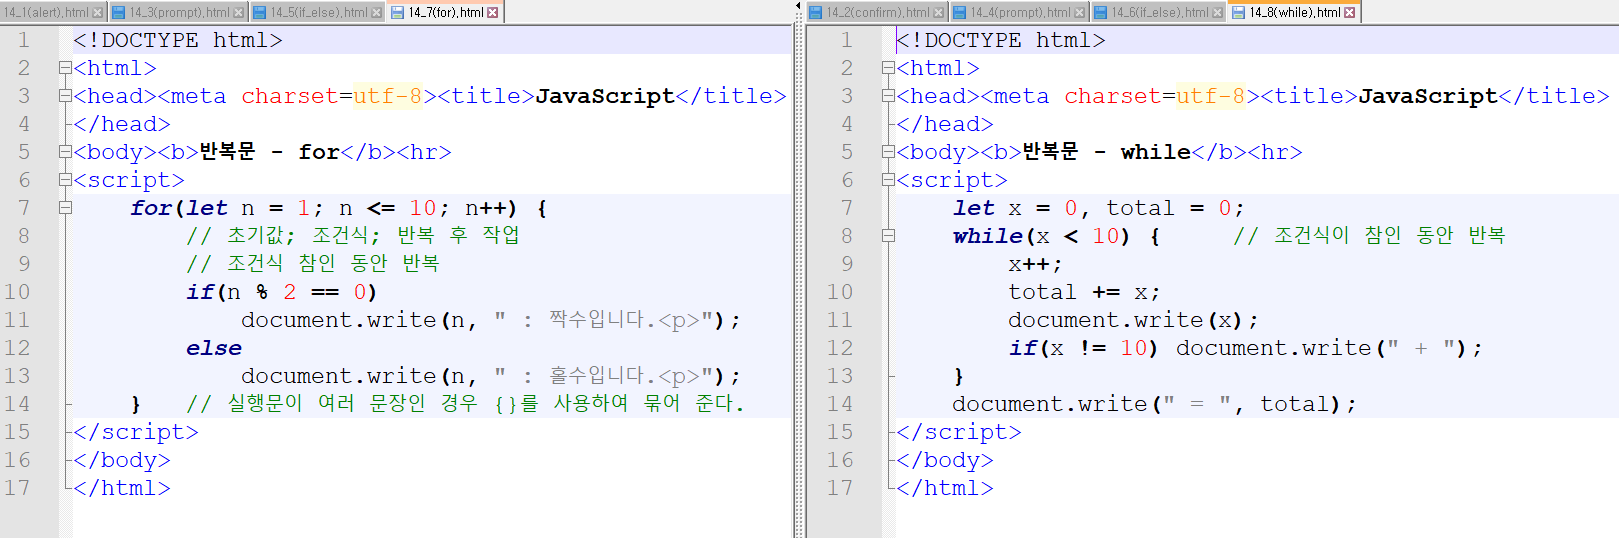 14_1(alert),html 14_3(prompt),html 14_5(if_else),html 14_7(for),html
1 <!DOCTYPE html>
2 <html>
3 <head><meta charset=utf-8><title>JavaScript</title>
4 </head>
5 <body><b>반복문 - for</b><hr>
6 <script>
7 for(let n = 1; n <= 10; n++) {
8 // 초기값; 조건식; 반복 후 작업
9 // 조건식 참인 동안 반복
10 if(n % 2 == 0)
11 document.write(n, " : 짝수입니다.<p>");
12 else
13 document.write(n, " : 홀수입니다.<p>");
14 } // 실행문이 여러 문장인 경우 {}를 사용하여 묶어 준다.
15 </script>
16 </body>
17 </html>
14_2(confirm),html 14_4(prompt),html 14_6(if_else),html 14_8(while),html
1 <!DOCTYPE html>
2 <html>
3 <head><meta charset=utf-8><title>JavaScript</title>
4 </head>
5 <body><b>반복문 - while</b><hr>
6 <script>
7 let x = 0, total = 0;
8 while(x < 10) { // 조건식이 참인 동안 반복
9 x++;
10 total += x;
11 document.write(x);
12 if(x != 10) document.write(" + ");
13 }
14 document.write(" = ", total);
15 </script>
16 </body>
17 </html>